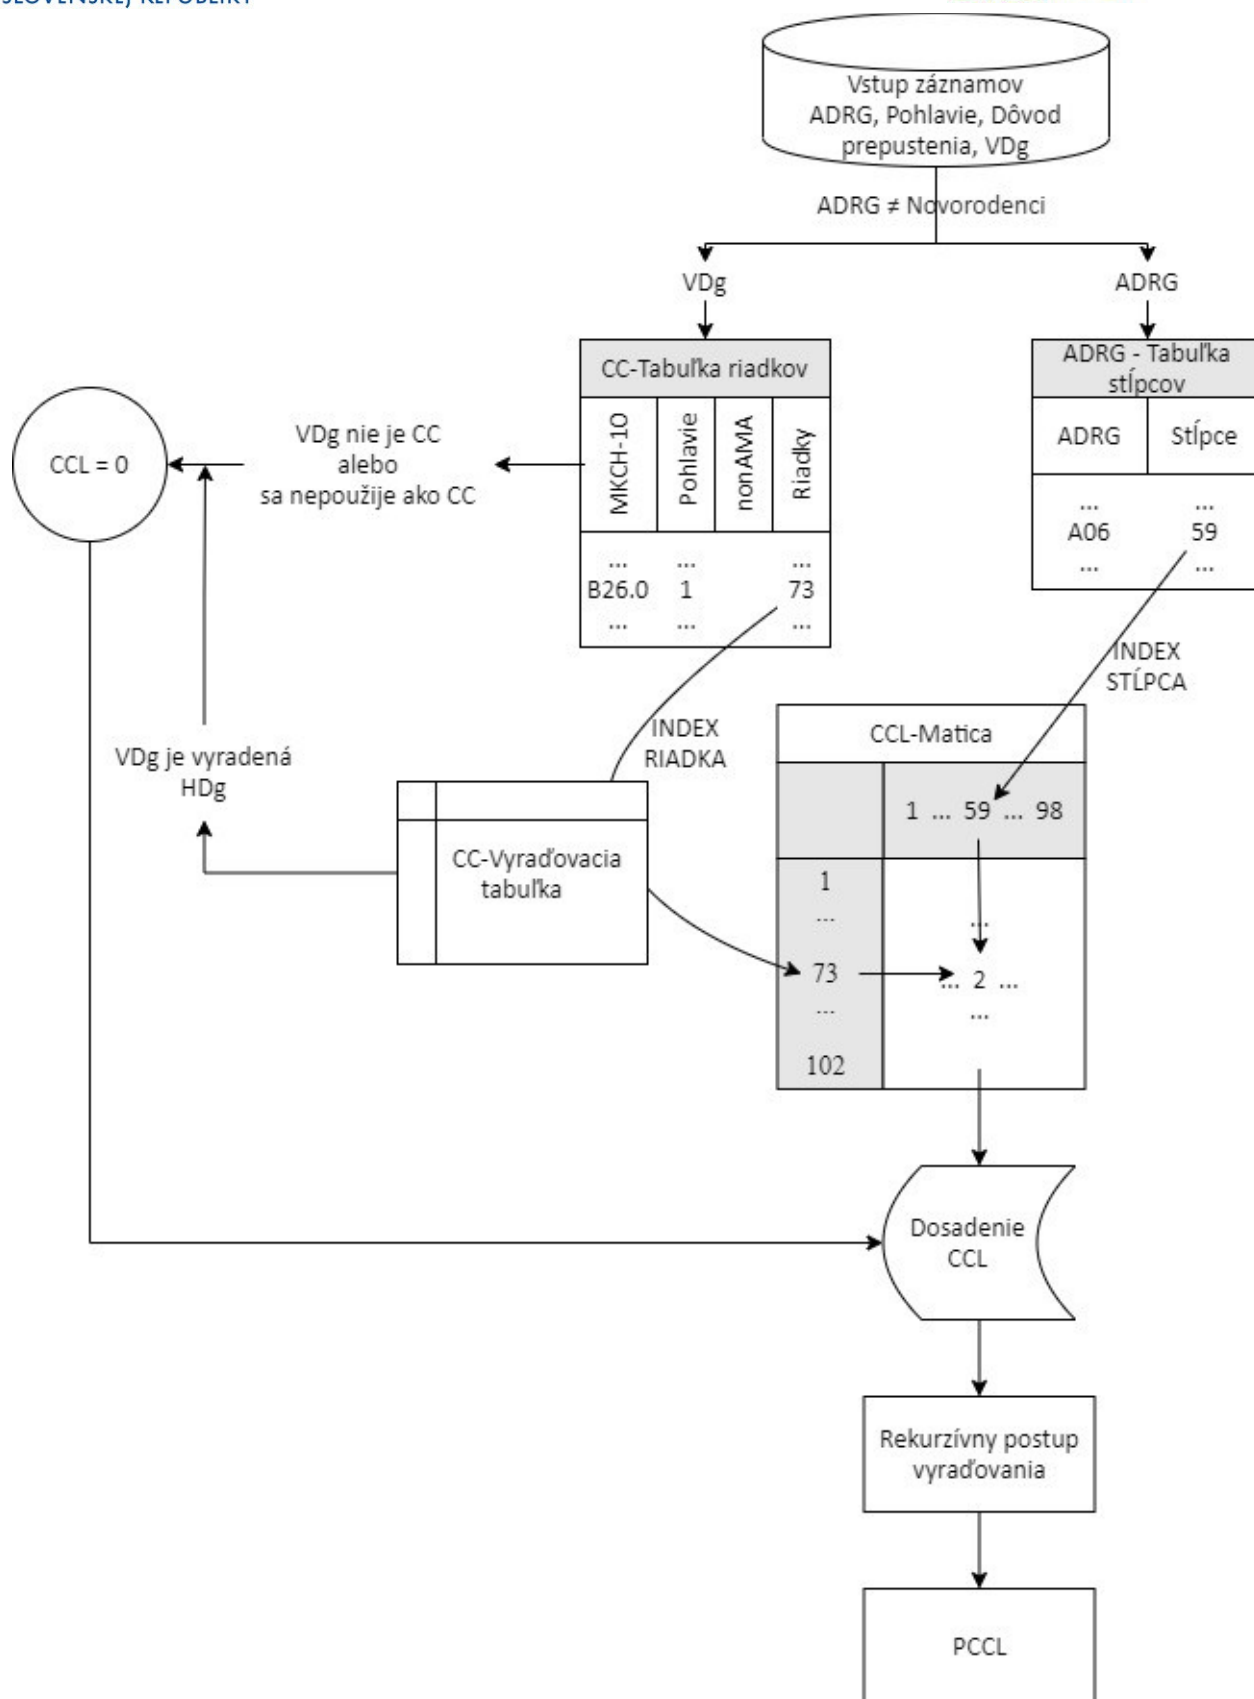 SLOVENSKEJ REPUBLIKY
Vstup záznamov
ADRG, Pohlavie, Dôvod
prepustenia, VDg
ADRG ≠ Novorodenci
VDg
ADRG
CC-Tabuľka riadkov
MKCH-10
Pohlavie
nonAMA
Riadky
...
...
...
B26.0
1
73
...
...
...
ADRG - Tabuľka
stĺpcov
ADRG
Stĺpce
...
...
A06
59
...
...
VDg nie je CC
alebo
sa nepoužije ako CC
CCL = 0
INDEX
STĹPCA
INDEX
RIADKA
VDg je vyradená
HDg
CC-Vyraďovacia
tabuľka
CCL-Matica
1 ... 59 ... 98
1
...
...
73
... 2 ...
...
...
102
Dosadenie
CCL
Rekurzívny postup
vyraďovania
PCCL